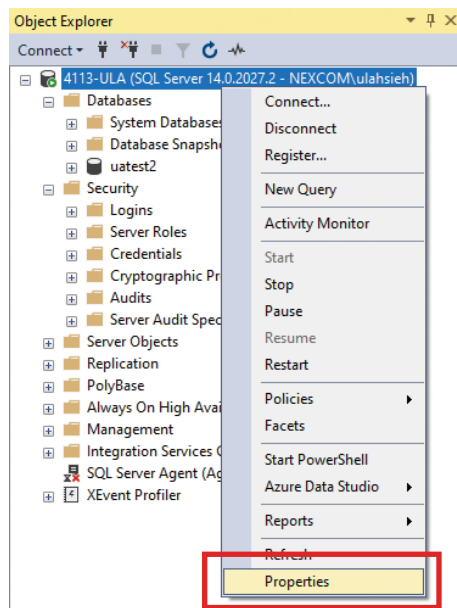 Object Explorer
Connect
4113-ULA (SQL Server 14.0.2027.2 - NEXCOM\ulahsieh)
Databases
System Databases
Database Snapsh
uatest2
Security
Logins
Server Roles
Credentials
Cryptographic Pr
Audits
Server Audit Spec
Server Objects
Replication
PolyBase
Always On High Avai
Management
Integration Services C
SQL Server Agent (Ag
XEvent Profiler
Connect...
Disconnect
Register...
New Query
Activity Monitor
Start
Stop
Pause
Resume
Restart
Policies
Facets
Start PowerShell
Azure Data Studio
Reports
Refresh
Properties